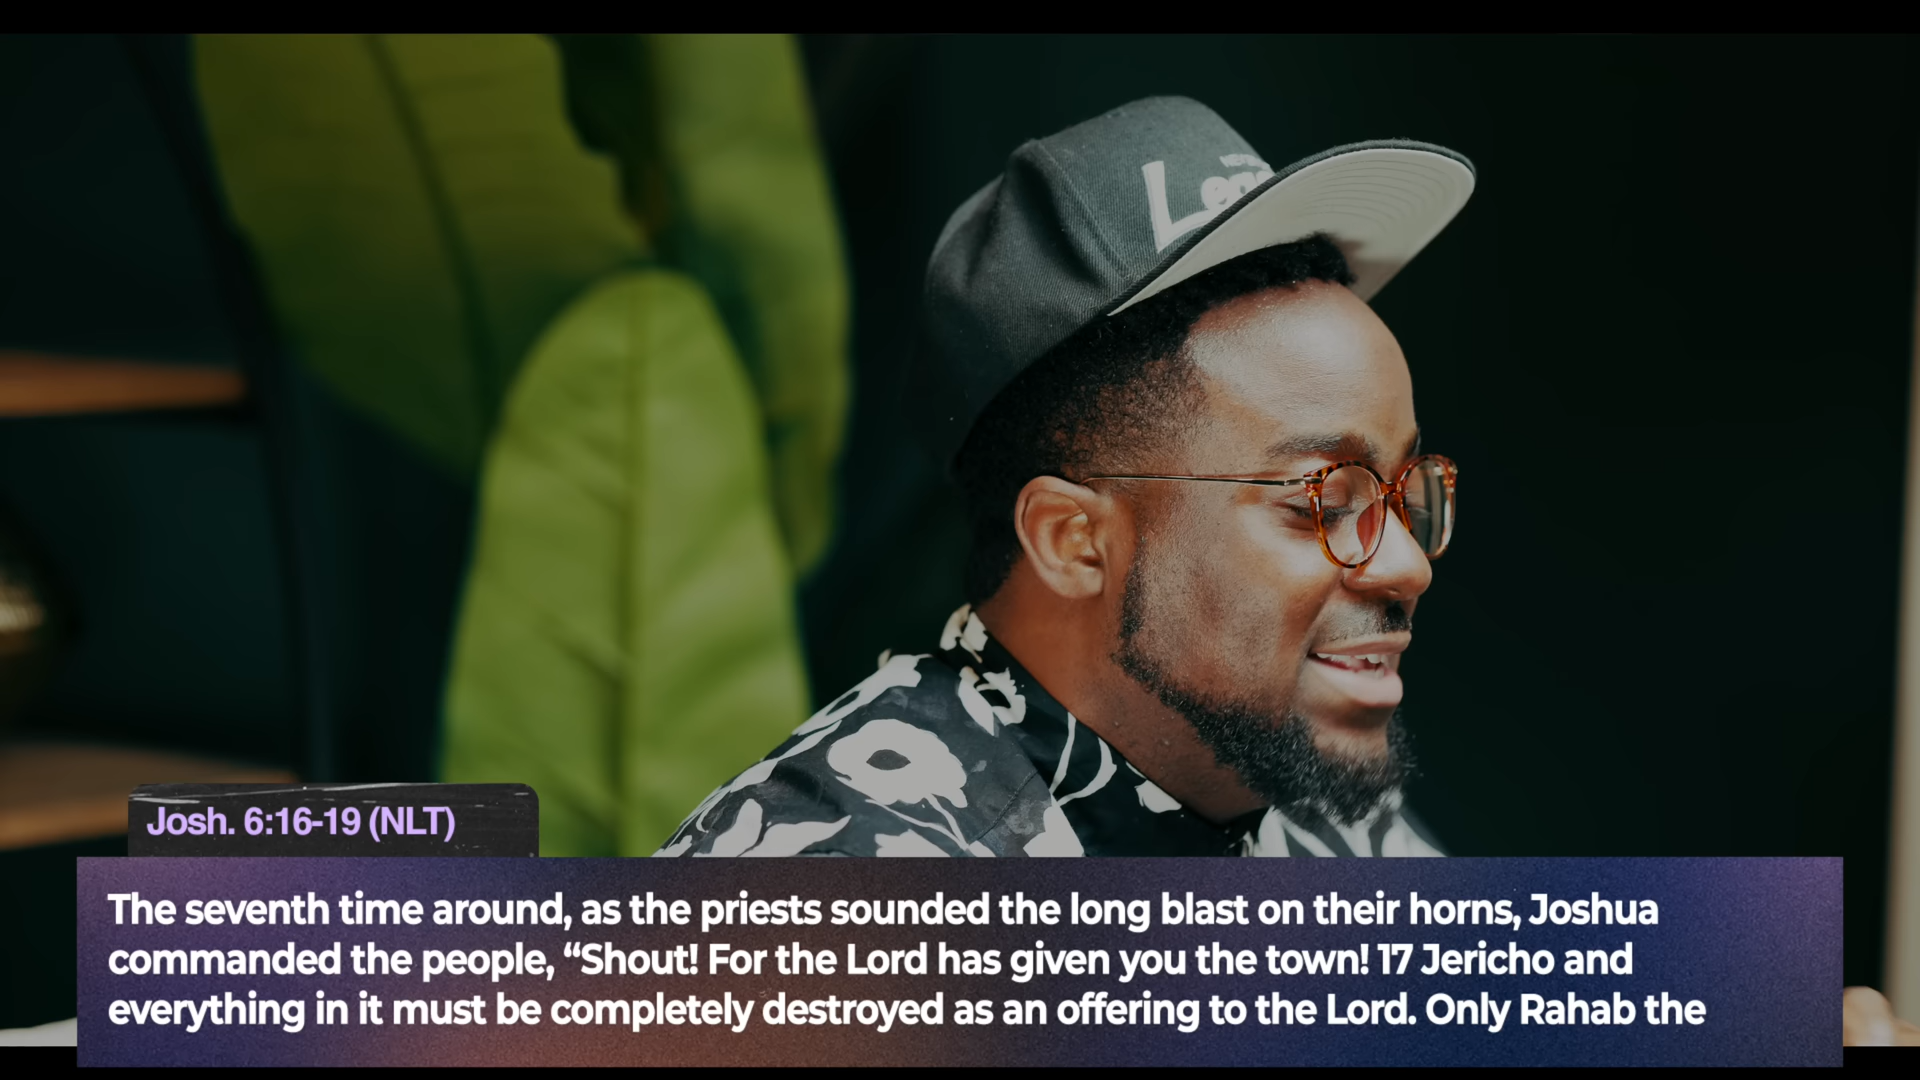 Josh. 6:16-19 (NLT)
The seventh time around, as the priests sounded the long blast on their horns, Joshua
commanded the people, “Shout! For the Lord has given you the town! 17 Jericho and
everything in it must be completely destroyed as an offering to the Lord. Only Rahab the